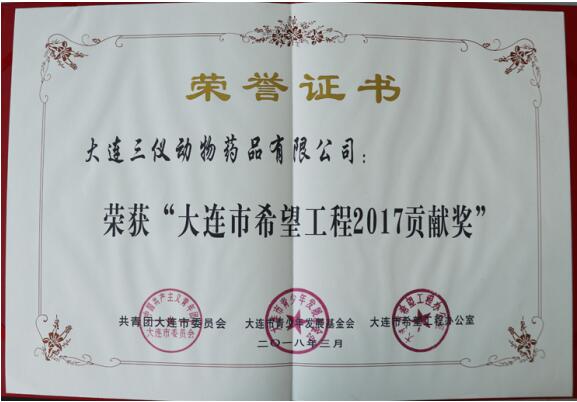 荣誉证书
大连三仪动物药品有限公司：
荣获“大连市希望工程2017贡献奖”
共青团大连市委员会 大连市青少年发展基金会 大连市希望工程办公室
二〇一八年三月